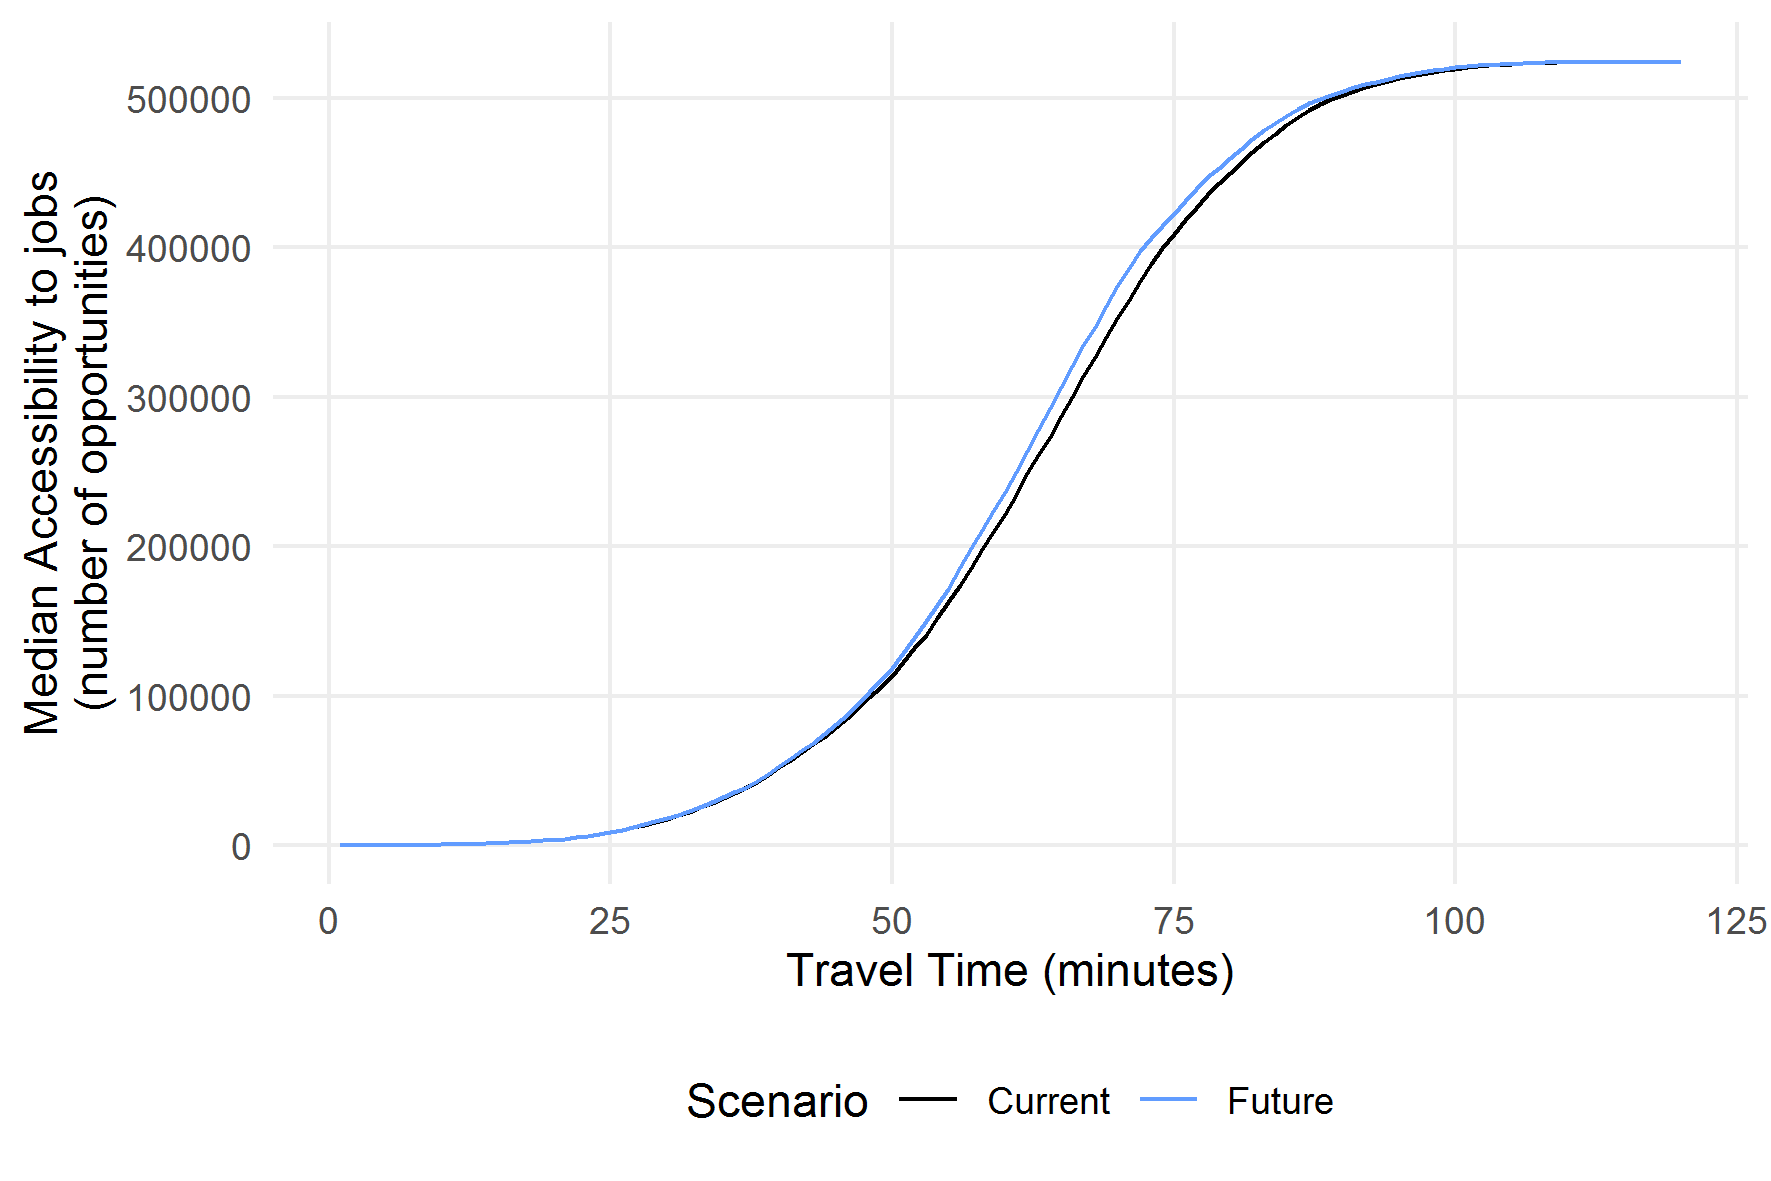 Median Accessibility to jobs
(number of opportunities)
500000
400000
300000
200000
100000
0
0 25 50 75 100 125
Travel Time (minutes)
Scenario Current Future